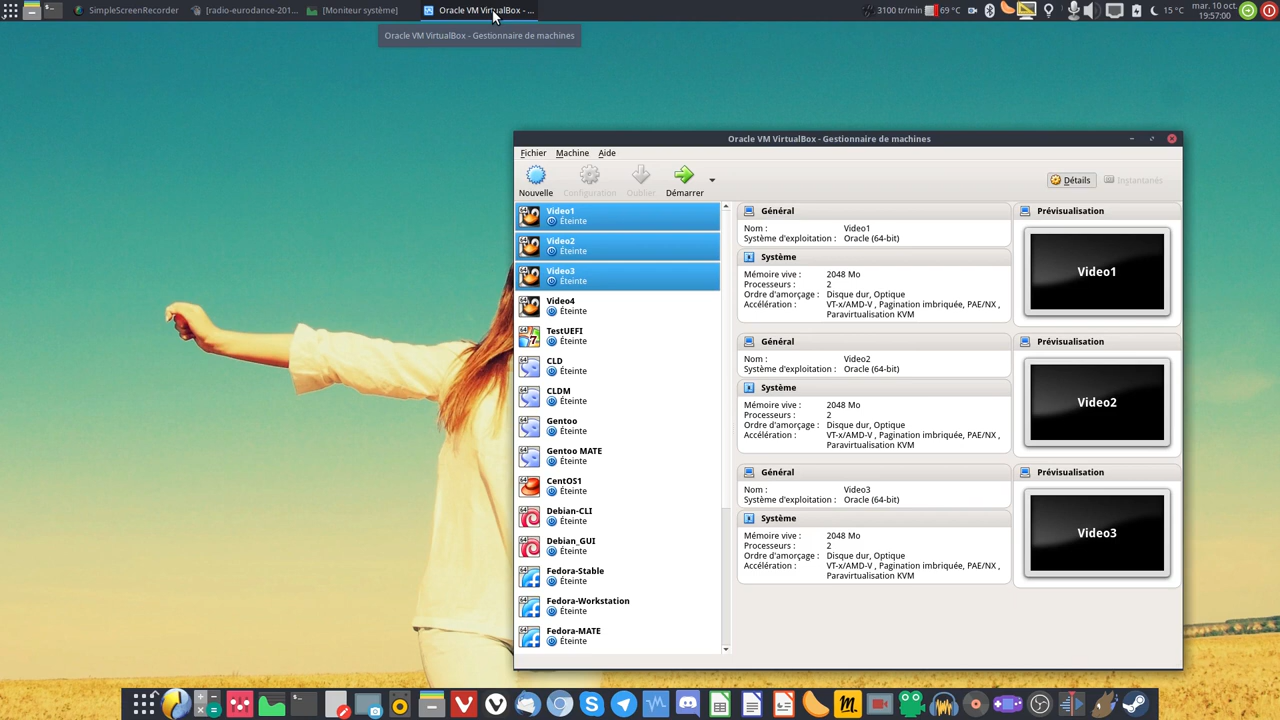 SimpleScreenRecorder
[radio-eurodance-201...
[Moniteur système]
Oracle VM VirtualBox - ...
3100 tr/min
69 °C
15 °C
mar. 10 oct.
19:57:00
Oracle VM VirtualBox - Gestionnaire de machines
Oracle VM VirtualBox - Gestionnaire de machines
Fichier Machine Aide
Nouvelle
Configuration
Oublier
Démarrer
Détails
Instantanés
Video1
Éteinte
Video2
Éteinte
Video3
Éteinte
Video4
Éteinte
TestUEFI
Éteinte
CLD
Éteinte
CLDM
Éteinte
Gentoo
Éteinte
Gentoo MATE
Éteinte
CentOS1
Éteinte
Debian-CLI
Éteinte
Debian_GUI
Éteinte
Fedora-Stable
Éteinte
Fedora-Workstation
Éteinte
Fedora-MATE
Éteinte
Général
Nom : Video1
Système d'exploitation : Oracle (64-bit)
Système
Mémoire vive : 2048 Mo
Processeurs : 2
Ordre d'amorçage : Disque dur, Optique
Accélération : VT-x/AMD-V , Pagination imbriquée, PAE/NX ,
Paravirtualisation KVM
Prévisualisation
Video1
Général
Nom : Video2
Système d'exploitation : Oracle (64-bit)
Système
Mémoire vive : 2048 Mo
Processeurs : 2
Ordre d'amorçage : Disque dur, Optique
Accélération : VT-x/AMD-V , Pagination imbriquée, PAE/NX ,
Paravirtualisation KVM
Prévisualisation
Video2
Général
Nom : Video3
Système d'exploitation : Oracle (64-bit)
Système
Mémoire vive : 2048 Mo
Processeurs : 2
Ordre d'amorçage : Disque dur, Optique
Accélération : VT-x/AMD-V , Pagination imbriquée, PAE/NX ,
Paravirtualisation KVM
Prévisualisation
Video3